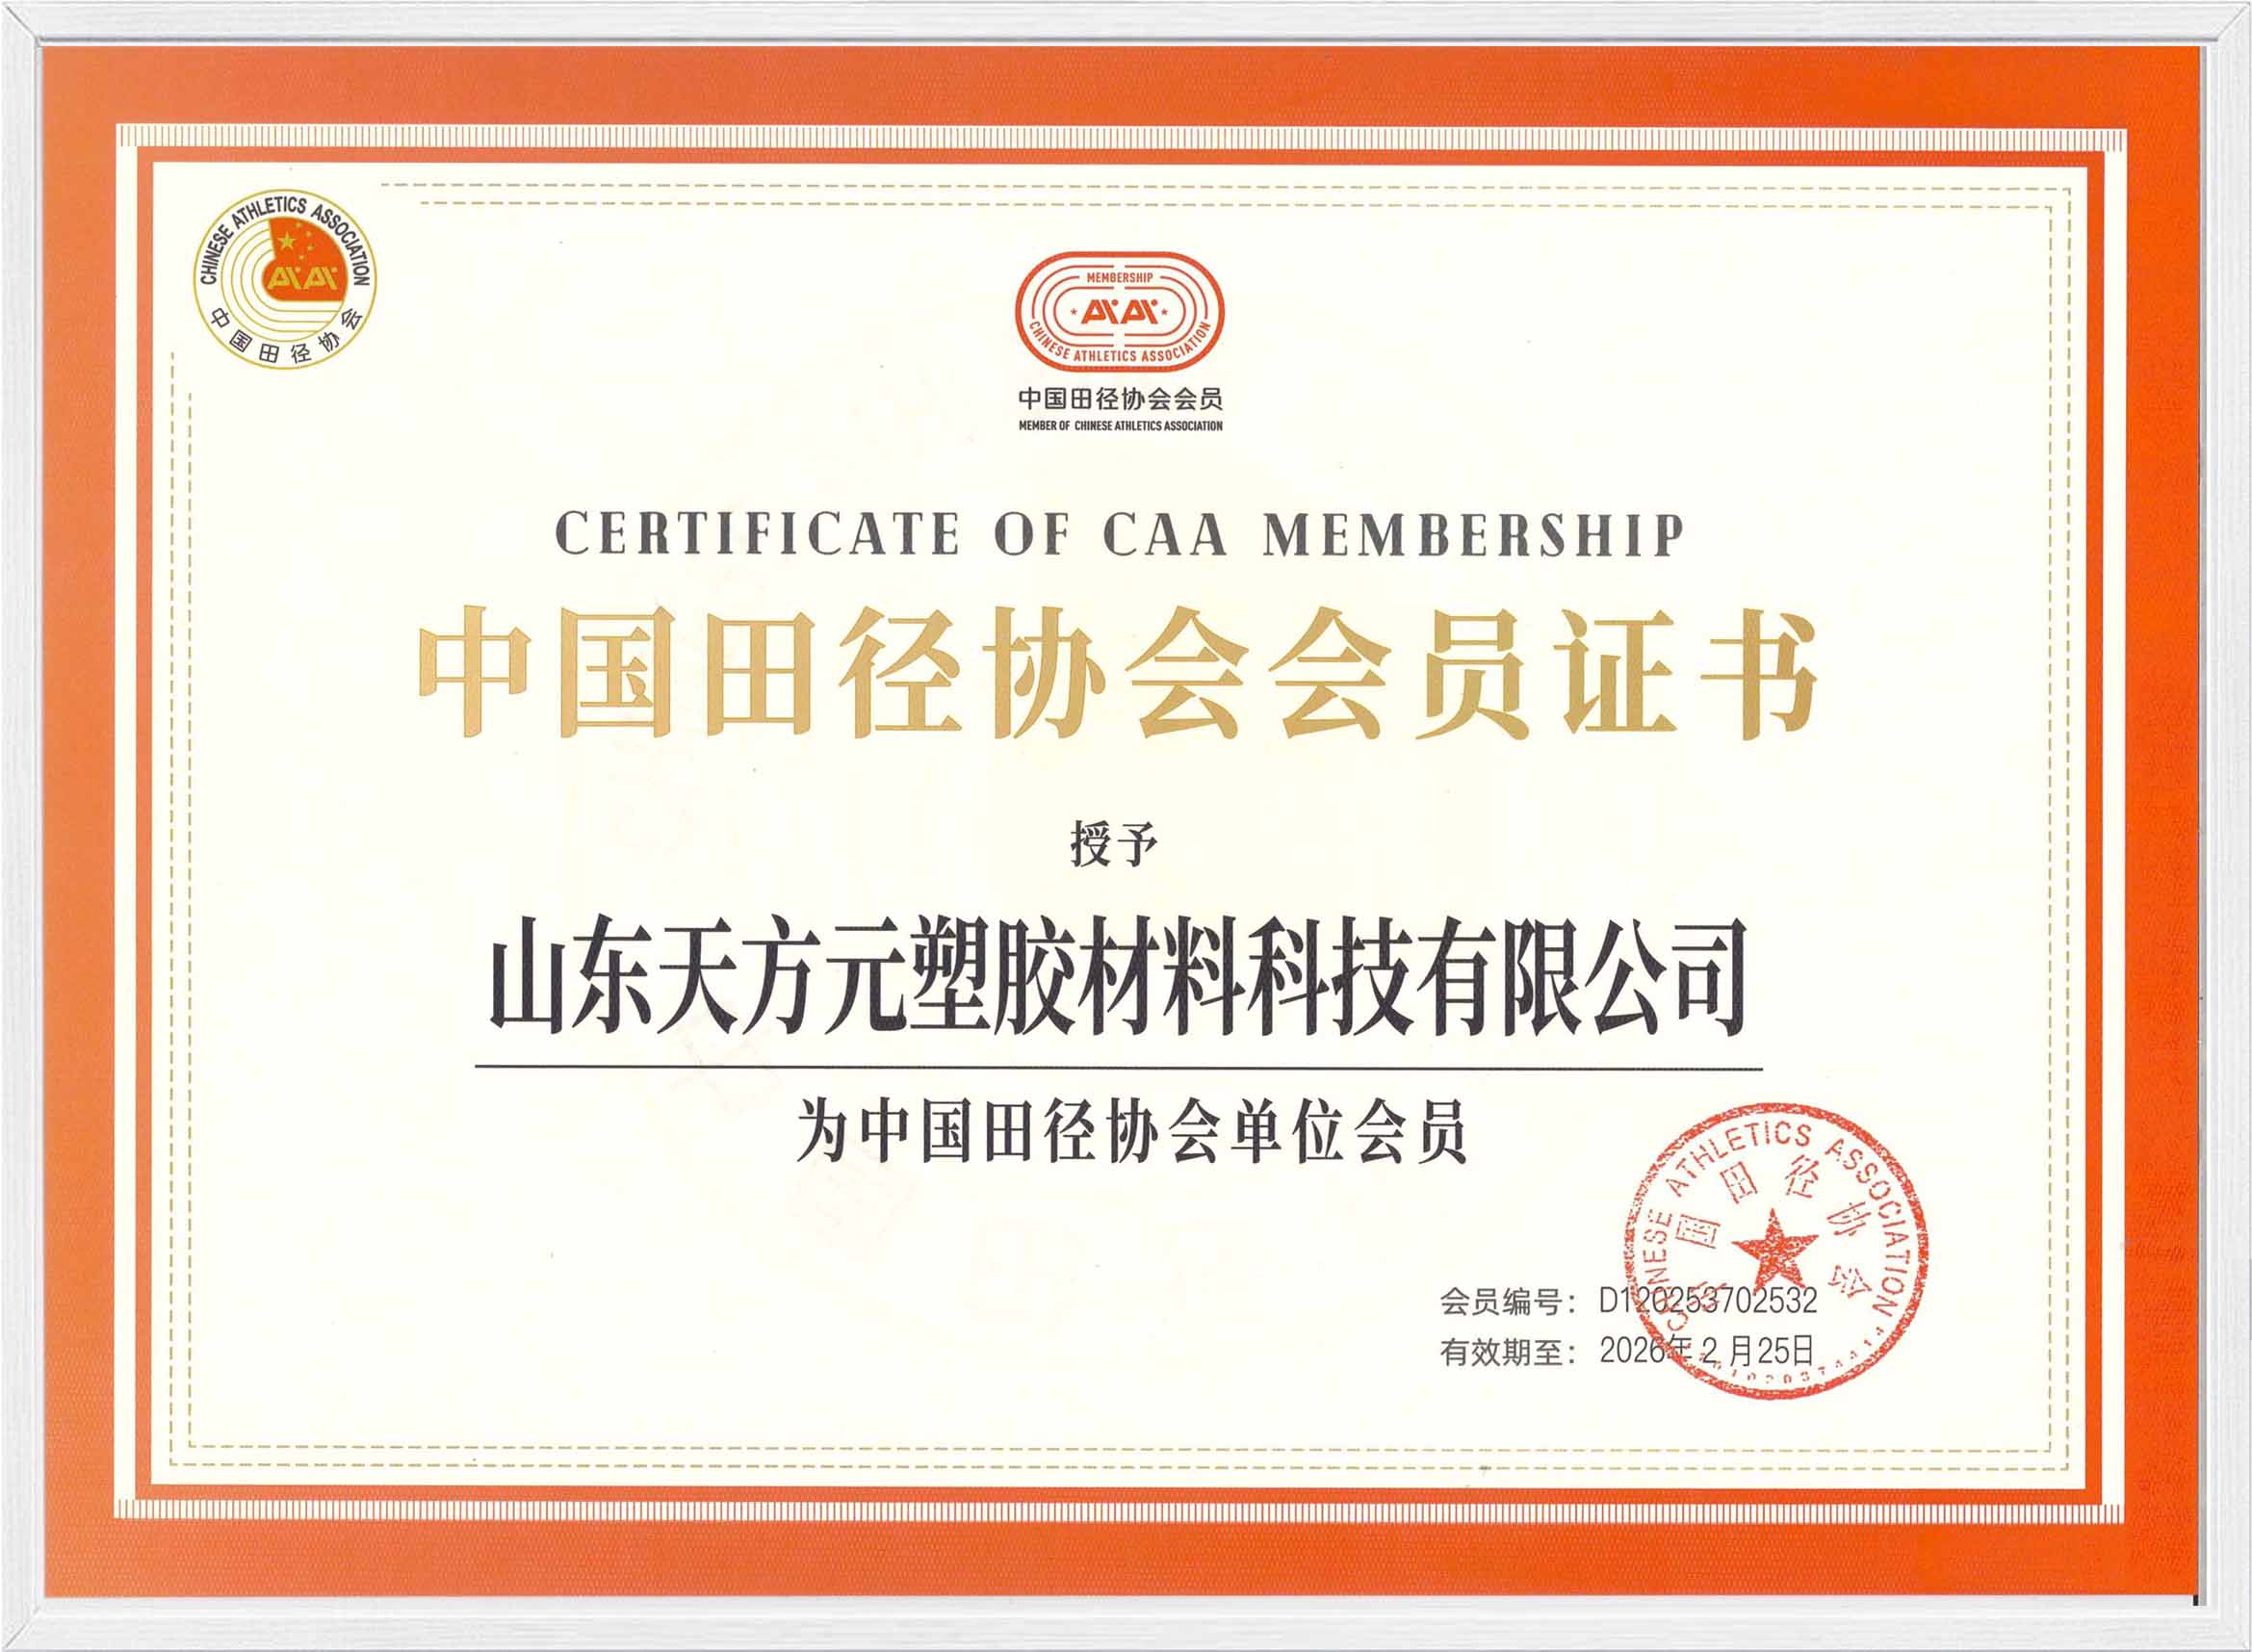 CHINESE ATHLETICS ASSOCIATION
中国田径协会
MEMBERSHIP
CHINESE ATHLETICS ASSOCIATION
中国田径协会会员
MEMBER OF CHINESE ATHLETICS ASSOCIATION
CERTIFICATE OF CAA MEMBERSHIP
中国田径协会会员证书
授予
山东天方元塑胶材料科技有限公司
为中国田径协会单位会员
CHINESE ATHLETICS ASSOCIATION
中国田径协会
会员编号： D120253702532
有效期至： 2026年2月25日